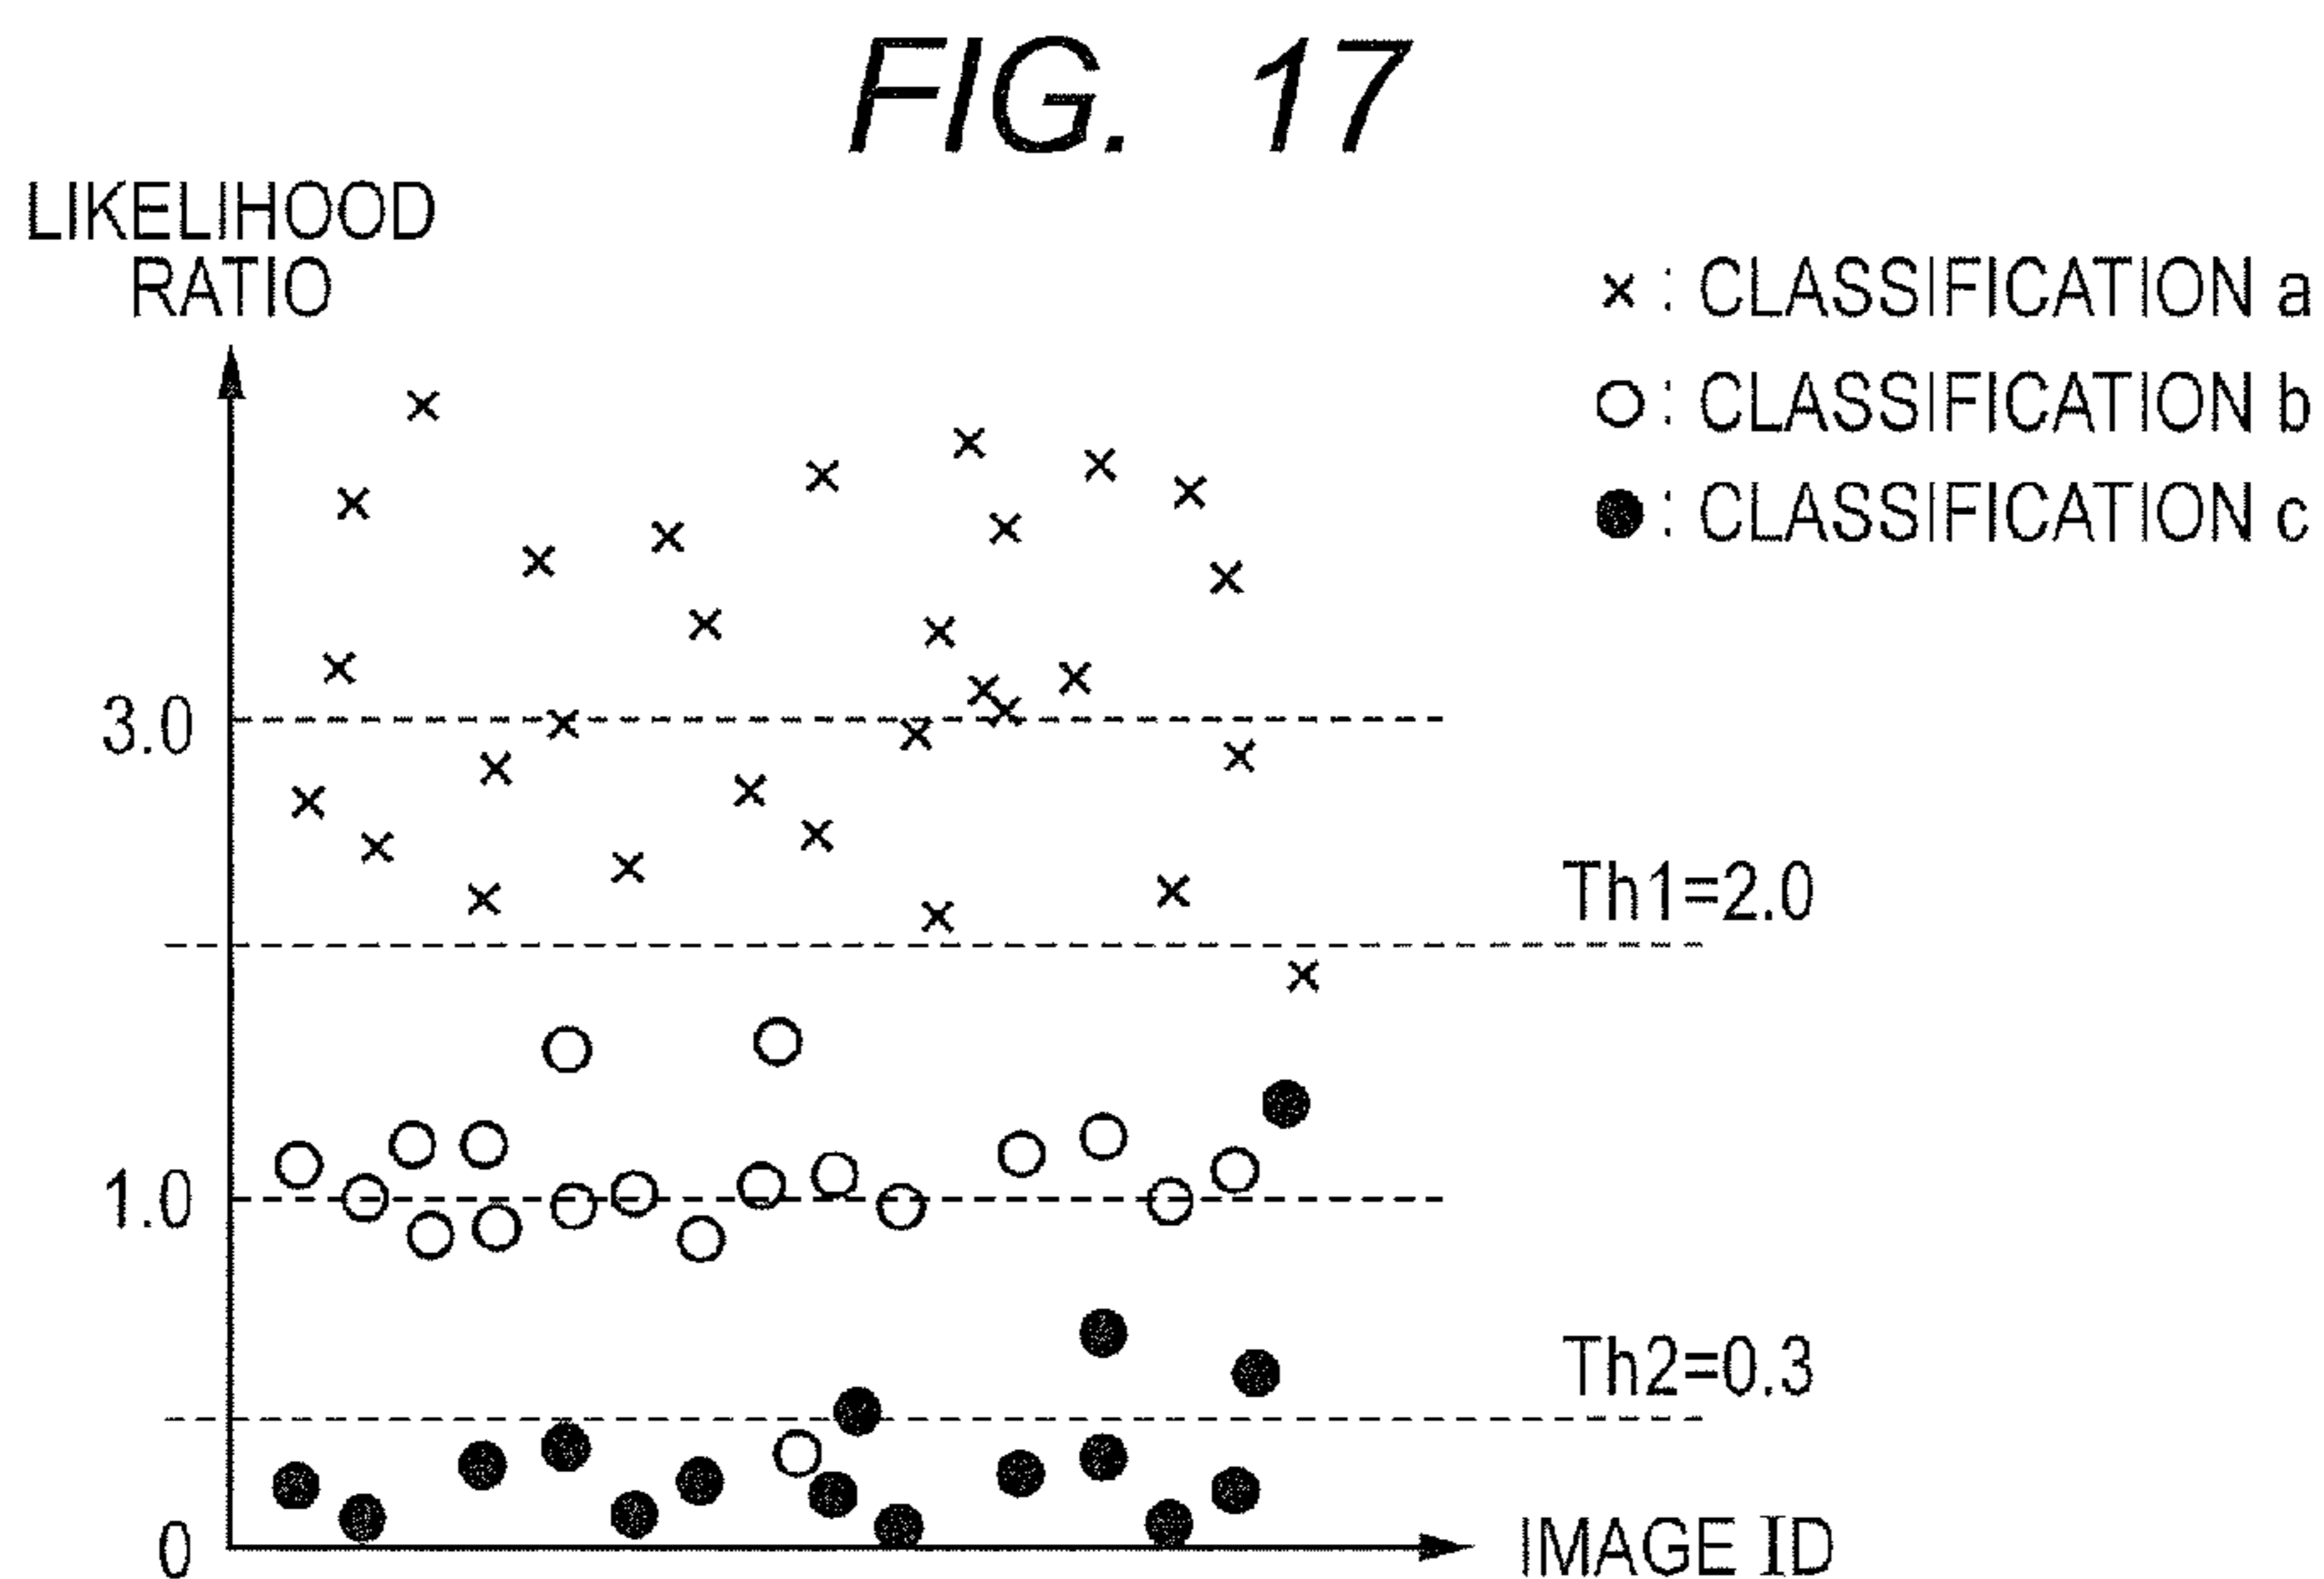 FIG. 17
LIKELIHOOD
RATIO
× : CLASSIFICATION a
○ : CLASSIFICATION b
● : CLASSIFICATION c
3.0
Th1=2.0
1.0
Th2=0.3
0
IMAGE ID